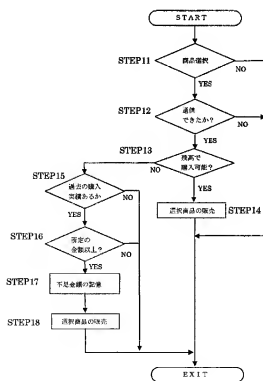 START
STEP11
商品選択
NO
YES
STEP12
返信
できたか?
NO
STEP13
YES
残高で
購入可能?
NO
STEP15
YES
過去の購入
実績あるか
NO
選択商品の販売
STEP14
YES
STEP16
所定の
金額以上?
NO
YES
STEP17
不足金額の記憶
STEP18
選択商品の販売
EXIT